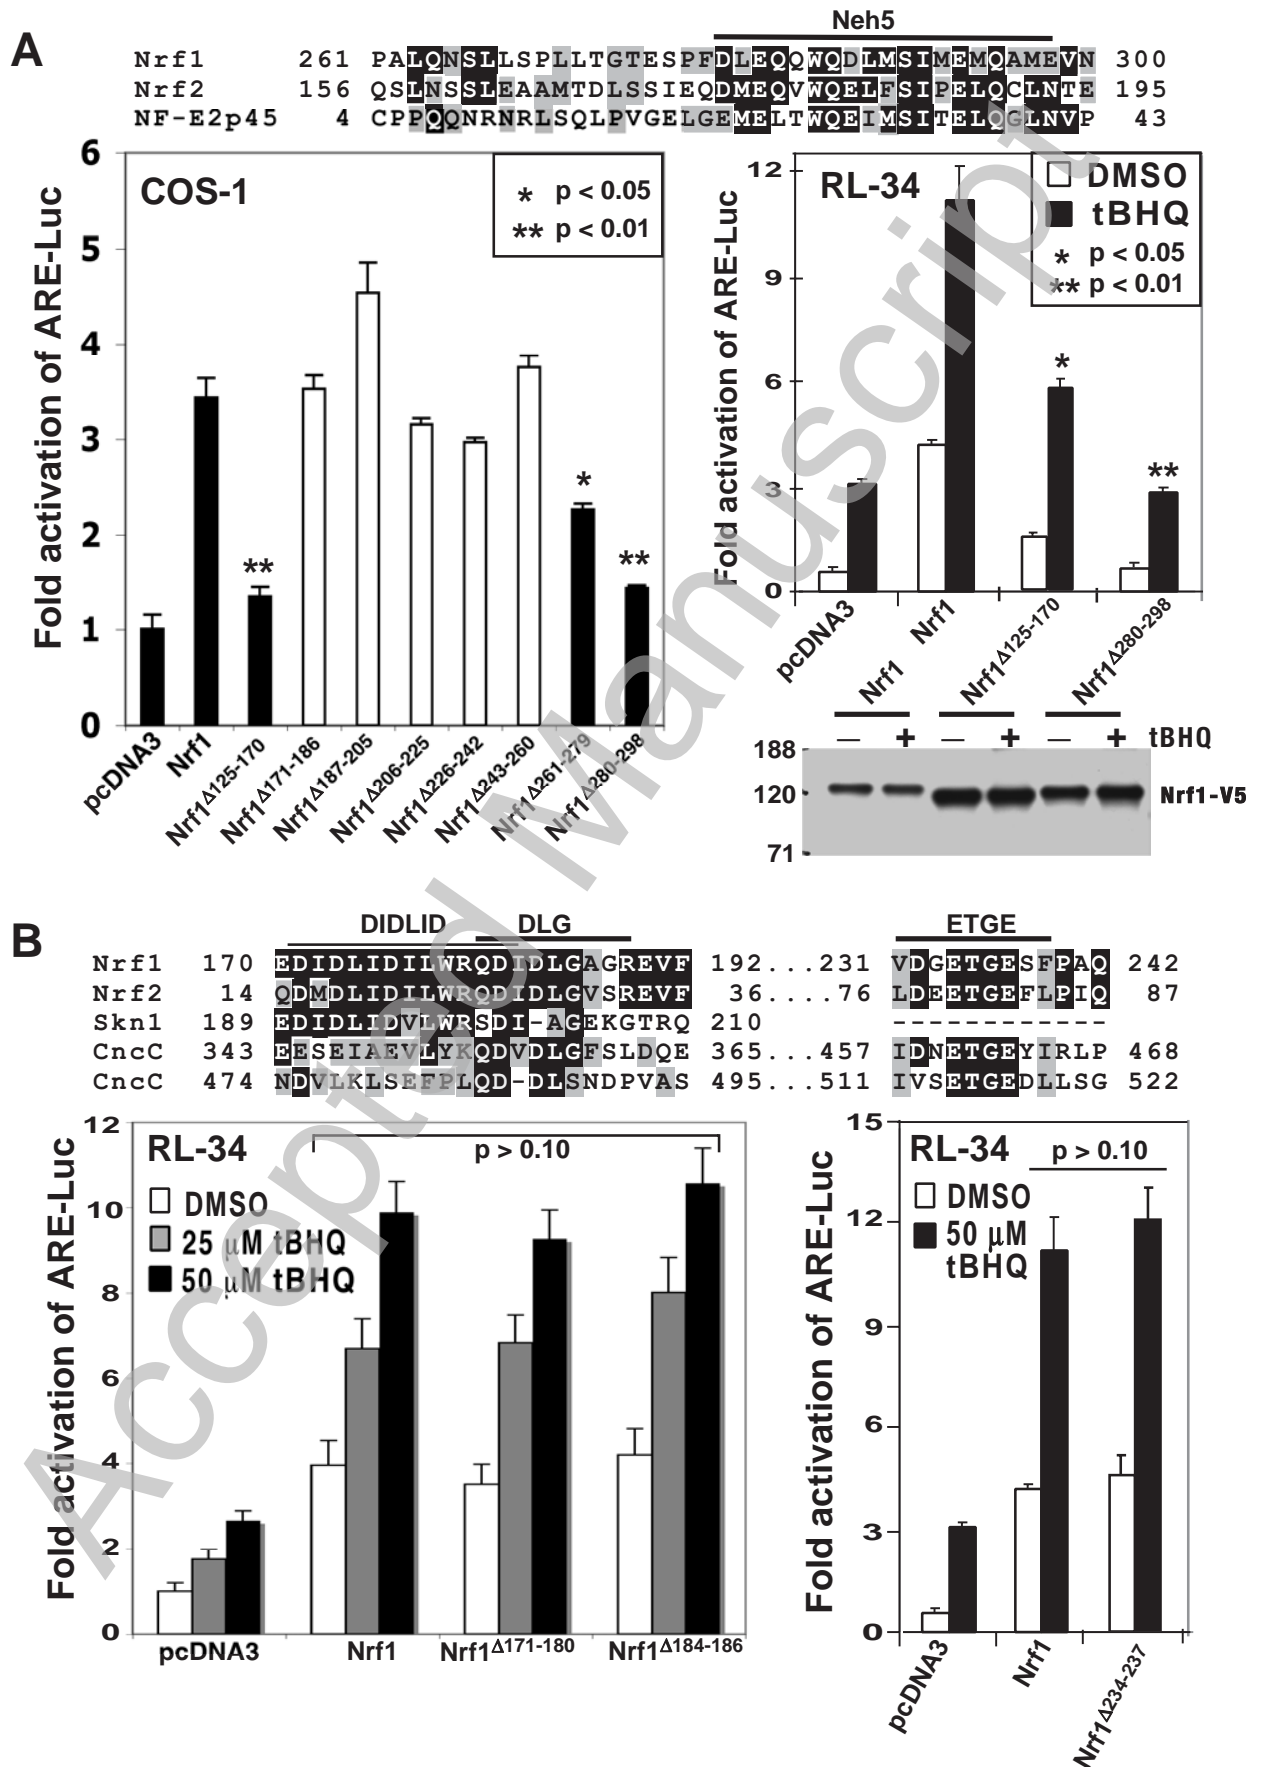 A
Neh5
Nrf1 261 PALQNSLLSPLLTGTESPFDLEQQWQDLMSIMEMQAMEVN 300
Nrf2 156 QSLNSSLEAAMTDLSSIEQDMEQVWQELFSIPELQCLNTE 195
NF-E2p45 4 CPPQQNRNRLSQLPVGELGEMELTWQEIMSITELQGLNVP 43
COS-1
* p < 0.05
** p < 0.01
Fold activation of ARE-Luc
6
5
4
3
2
1
0
**
*
**
pcDNA3
Nrf1
Nrf1Δ125-170
Nrf1Δ171-186
Nrf1Δ187-205
Nrf1Δ206-225
Nrf1Δ226-242
Nrf1Δ243-260
Nrf1Δ261-279
Nrf1Δ280-298
RL-34
DMSO
tBHQ
* p < 0.05
** p < 0.01
Fold activation of ARE-Luc
12
9
6
3
0
*
**
pcDNA3
Nrf1
Nrf1Δ125-170
Nrf1Δ280-298
Nrf1
— + — + — + tBHQ
188
120
71
Nrf1-V5
B
DIDLID DLG ETGE
Nrf1 170 EDIDLIDILWRQDIDLGAGREVF 192...231 VDGETGESFPAQ 242
Nrf2 14 QDMDLIDILWRQDIDLGVSREVF 36....76 LDEETGEFLPIQ 87
Skn1 189 EDIDLIDVLWRSDI-AGEKGTRQ 210 ------------
CncC 343 EESEIAEVLYKQDVDLGFSLDQE 365...457 IDNETGEYIRLP 468
CncC 474 NDVLKLSEFPLQD-DLSNDPVAS 495...511 IVSETGEDLLSG 522
RL-34
DMSO
25 µM tBHQ
50 µM tBHQ
p > 0.10
Fold activation of ARE-Luc
12
10
8
6
4
2
0
pcDNA3
Nrf1
Nrf1Δ171-180
Nrf1Δ184-186
RL-34
p > 0.10
DMSO
50 µM
tBHQ
Fold activation of ARE-Luc
15
12
9
6
3
0
pcDNA3
Nrf1
Nrf1Δ234-237
Accepted Manuscript